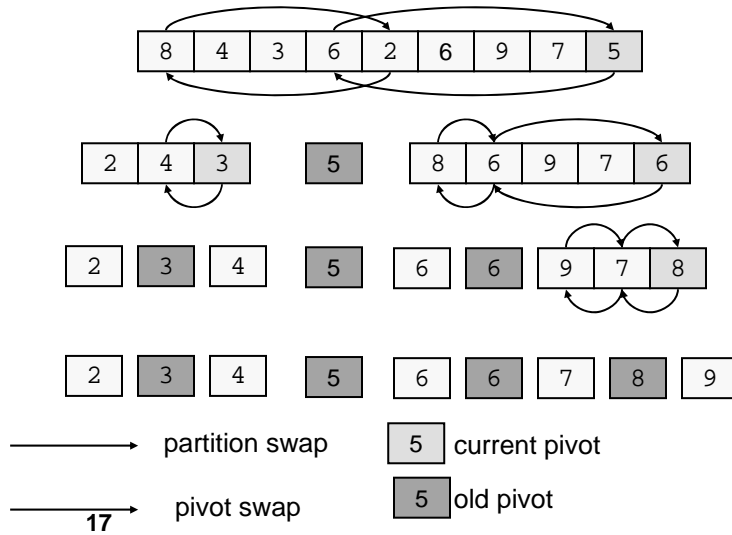 8 4 3 6 2 6 9 7 5
2 4 3 5 8 6 9 7 6
2 3 4 5 6 6 9 7 8
2 3 4 5 6 6 7 8 9
partition swap 5 current pivot
pivot swap 5 old pivot
17